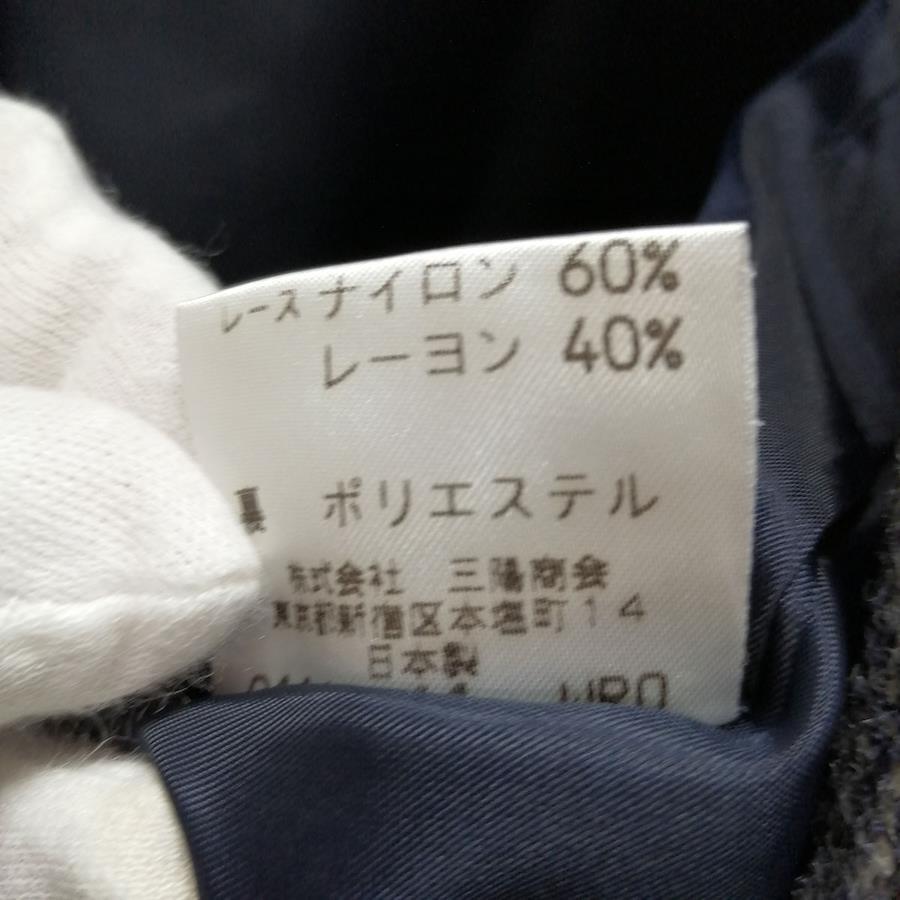 レース ナイロン 60%
レーヨン 40%
裏 ポリエステル
株式会社 三陽商会
東京都新宿区本塩町14
日本製